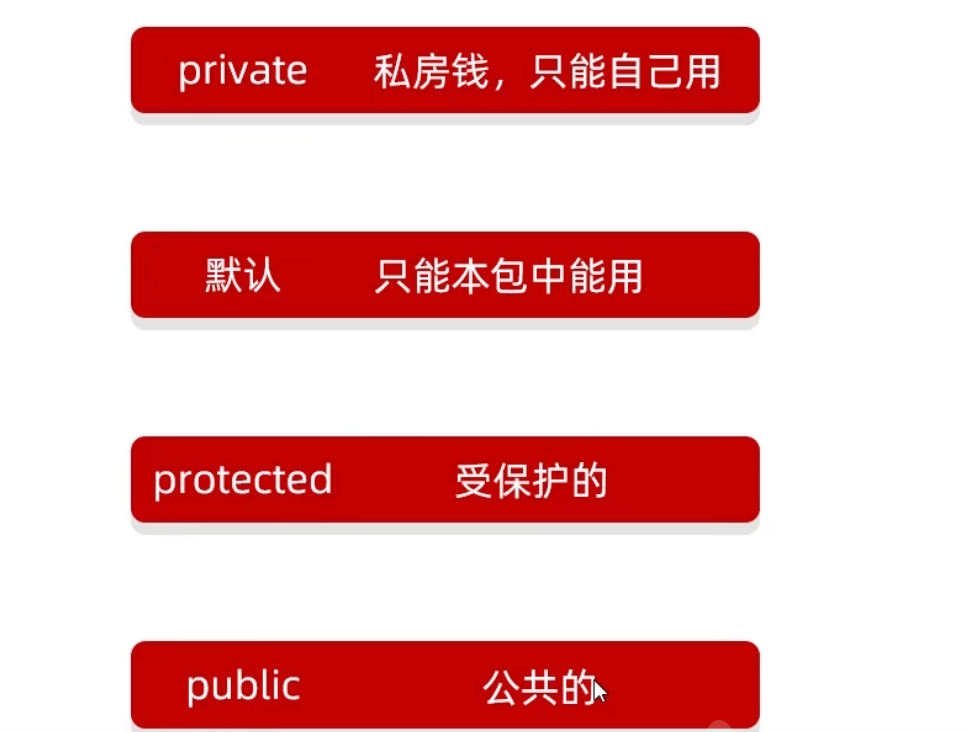 private 私房钱，只能自己用
默认 只能本包中能用
protected 受保护的
public 公共的